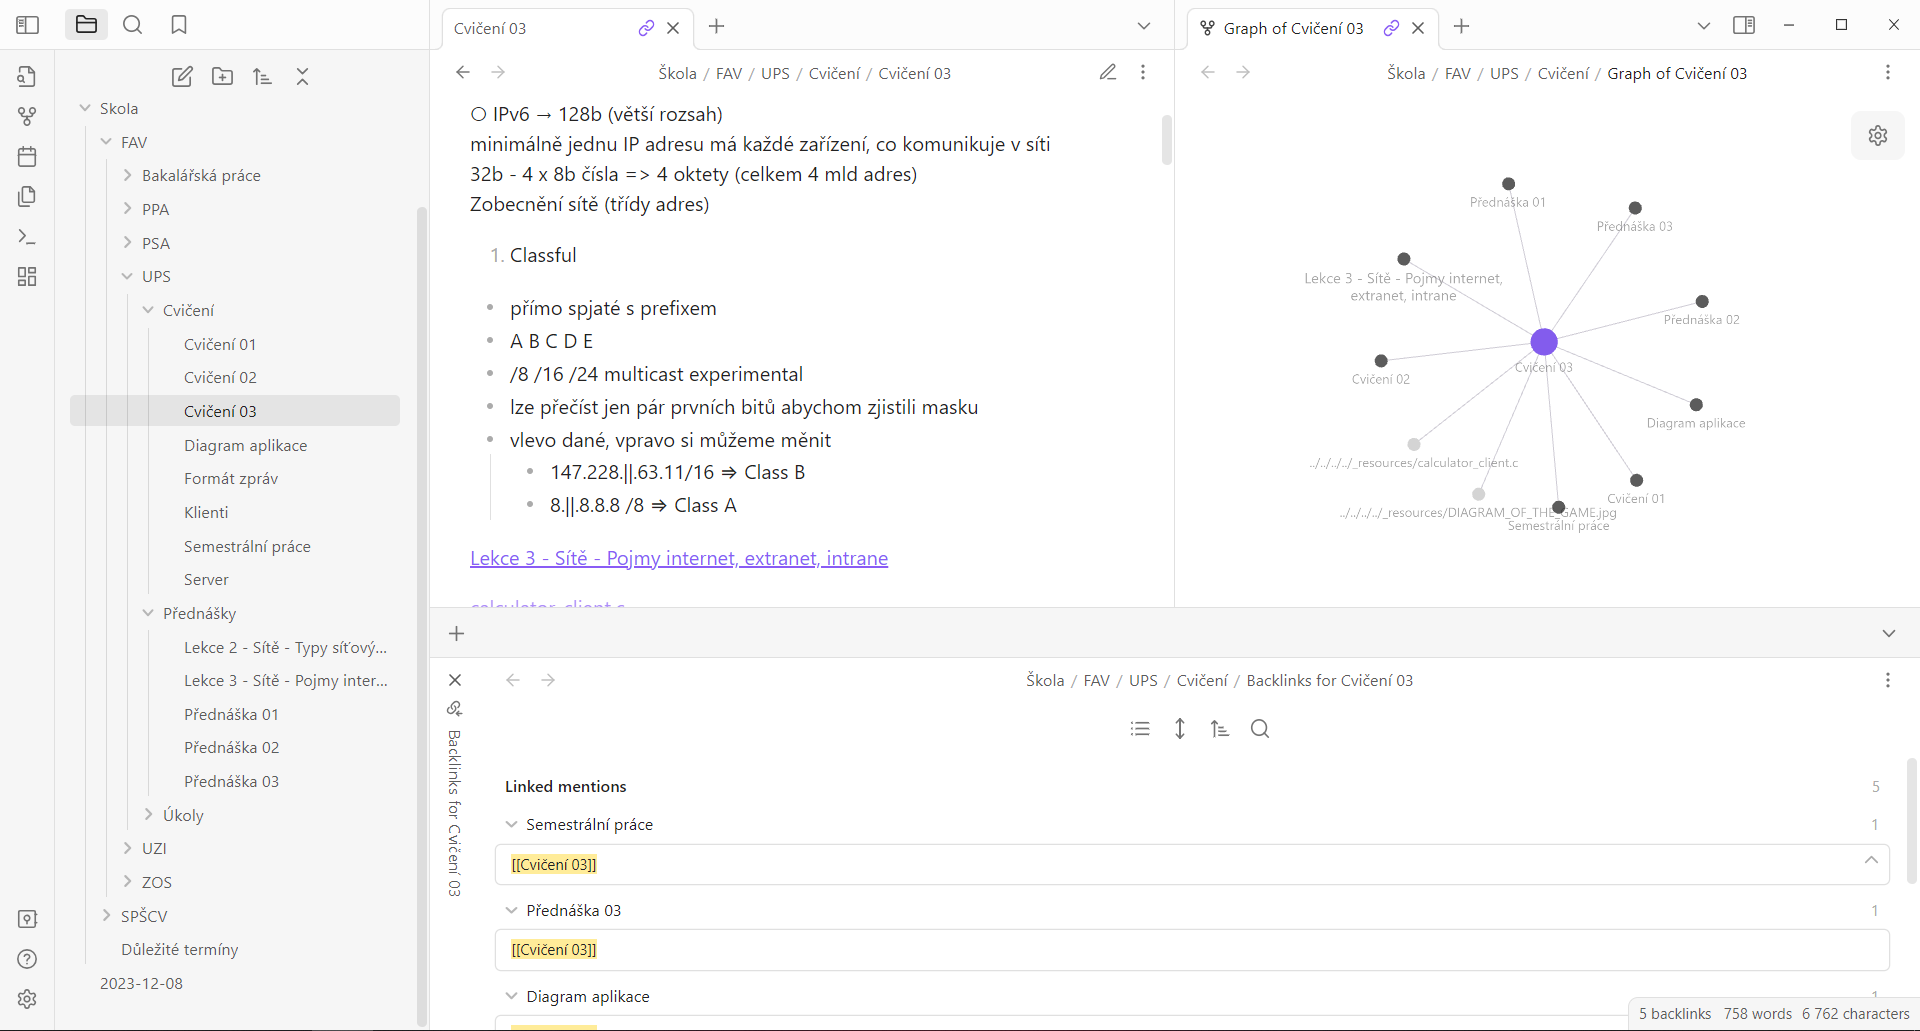 Skola
FAV
Bakalářská práce
PPA
PSA
UPS
Cvičení
Cvičení 01
Cvičení 02
Cvičení 03
Diagram aplikace
Formát zpráv
Klienti
Semestrální práce
Server
Přednášky
Lekce 2 - Sítě - Typy síťový...
Lekce 3 - Sítě - Pojmy inter...
Přednáška 01
Přednáška 02
Přednáška 03
Úkoly
UZI
ZOS
SPŠCV
Důležité termíny
2023-12-08
Cvičení 03
Škola / FAV / UPS / Cvičení / Cvičení 03
IPv6 → 128b (větší rozsah)
minimálně jednu IP adresu má každé zařízení, co komunikuje v síti
32b - 4 x 8b čísla => 4 oktety (celkem 4 mld adres)
Zobecnění sítě (třídy adres)
1. Classful
• přímo spjaté s prefixem
• A B C D E
• /8 /16 /24 multicast experimental
• lze přečíst jen pár prvních bitů abychom zjistili masku
• vlevo dané, vpravo si můžeme měnit
• 147.228.||.63.11/16 ⇒ Class B
• 8.||.8.8.8 /8 ⇒ Class A
Lekce 3 - Sítě - Pojmy internet, extranet, intrane
calculator_client.c
Graph of Cvičení 03
Škola / FAV / UPS / Cvičení / Graph of Cvičení 03
Přednáška 01
Přednáška 03
Lekce 3 - Sítě - Pojmy internet,
extranet, intrane
Přednáška 02
Cvičení 03
Cvičení 02
Diagram aplikace
../../../../_resources/calculator_client.c
Cvičení 01
../../../../_resources/DIAGRAM_OF_THE_GAME.jpg
Semestrální práce
Backlinks for Cvičení 03
Škola / FAV / UPS / Cvičení / Backlinks for Cvičení 03
Linked mentions 5
Semestrální práce 1
[[Cvičení 03]]
Přednáška 03 1
[[Cvičení 03]]
Diagram aplikace 1
5 backlinks 758 words 6 762 characters